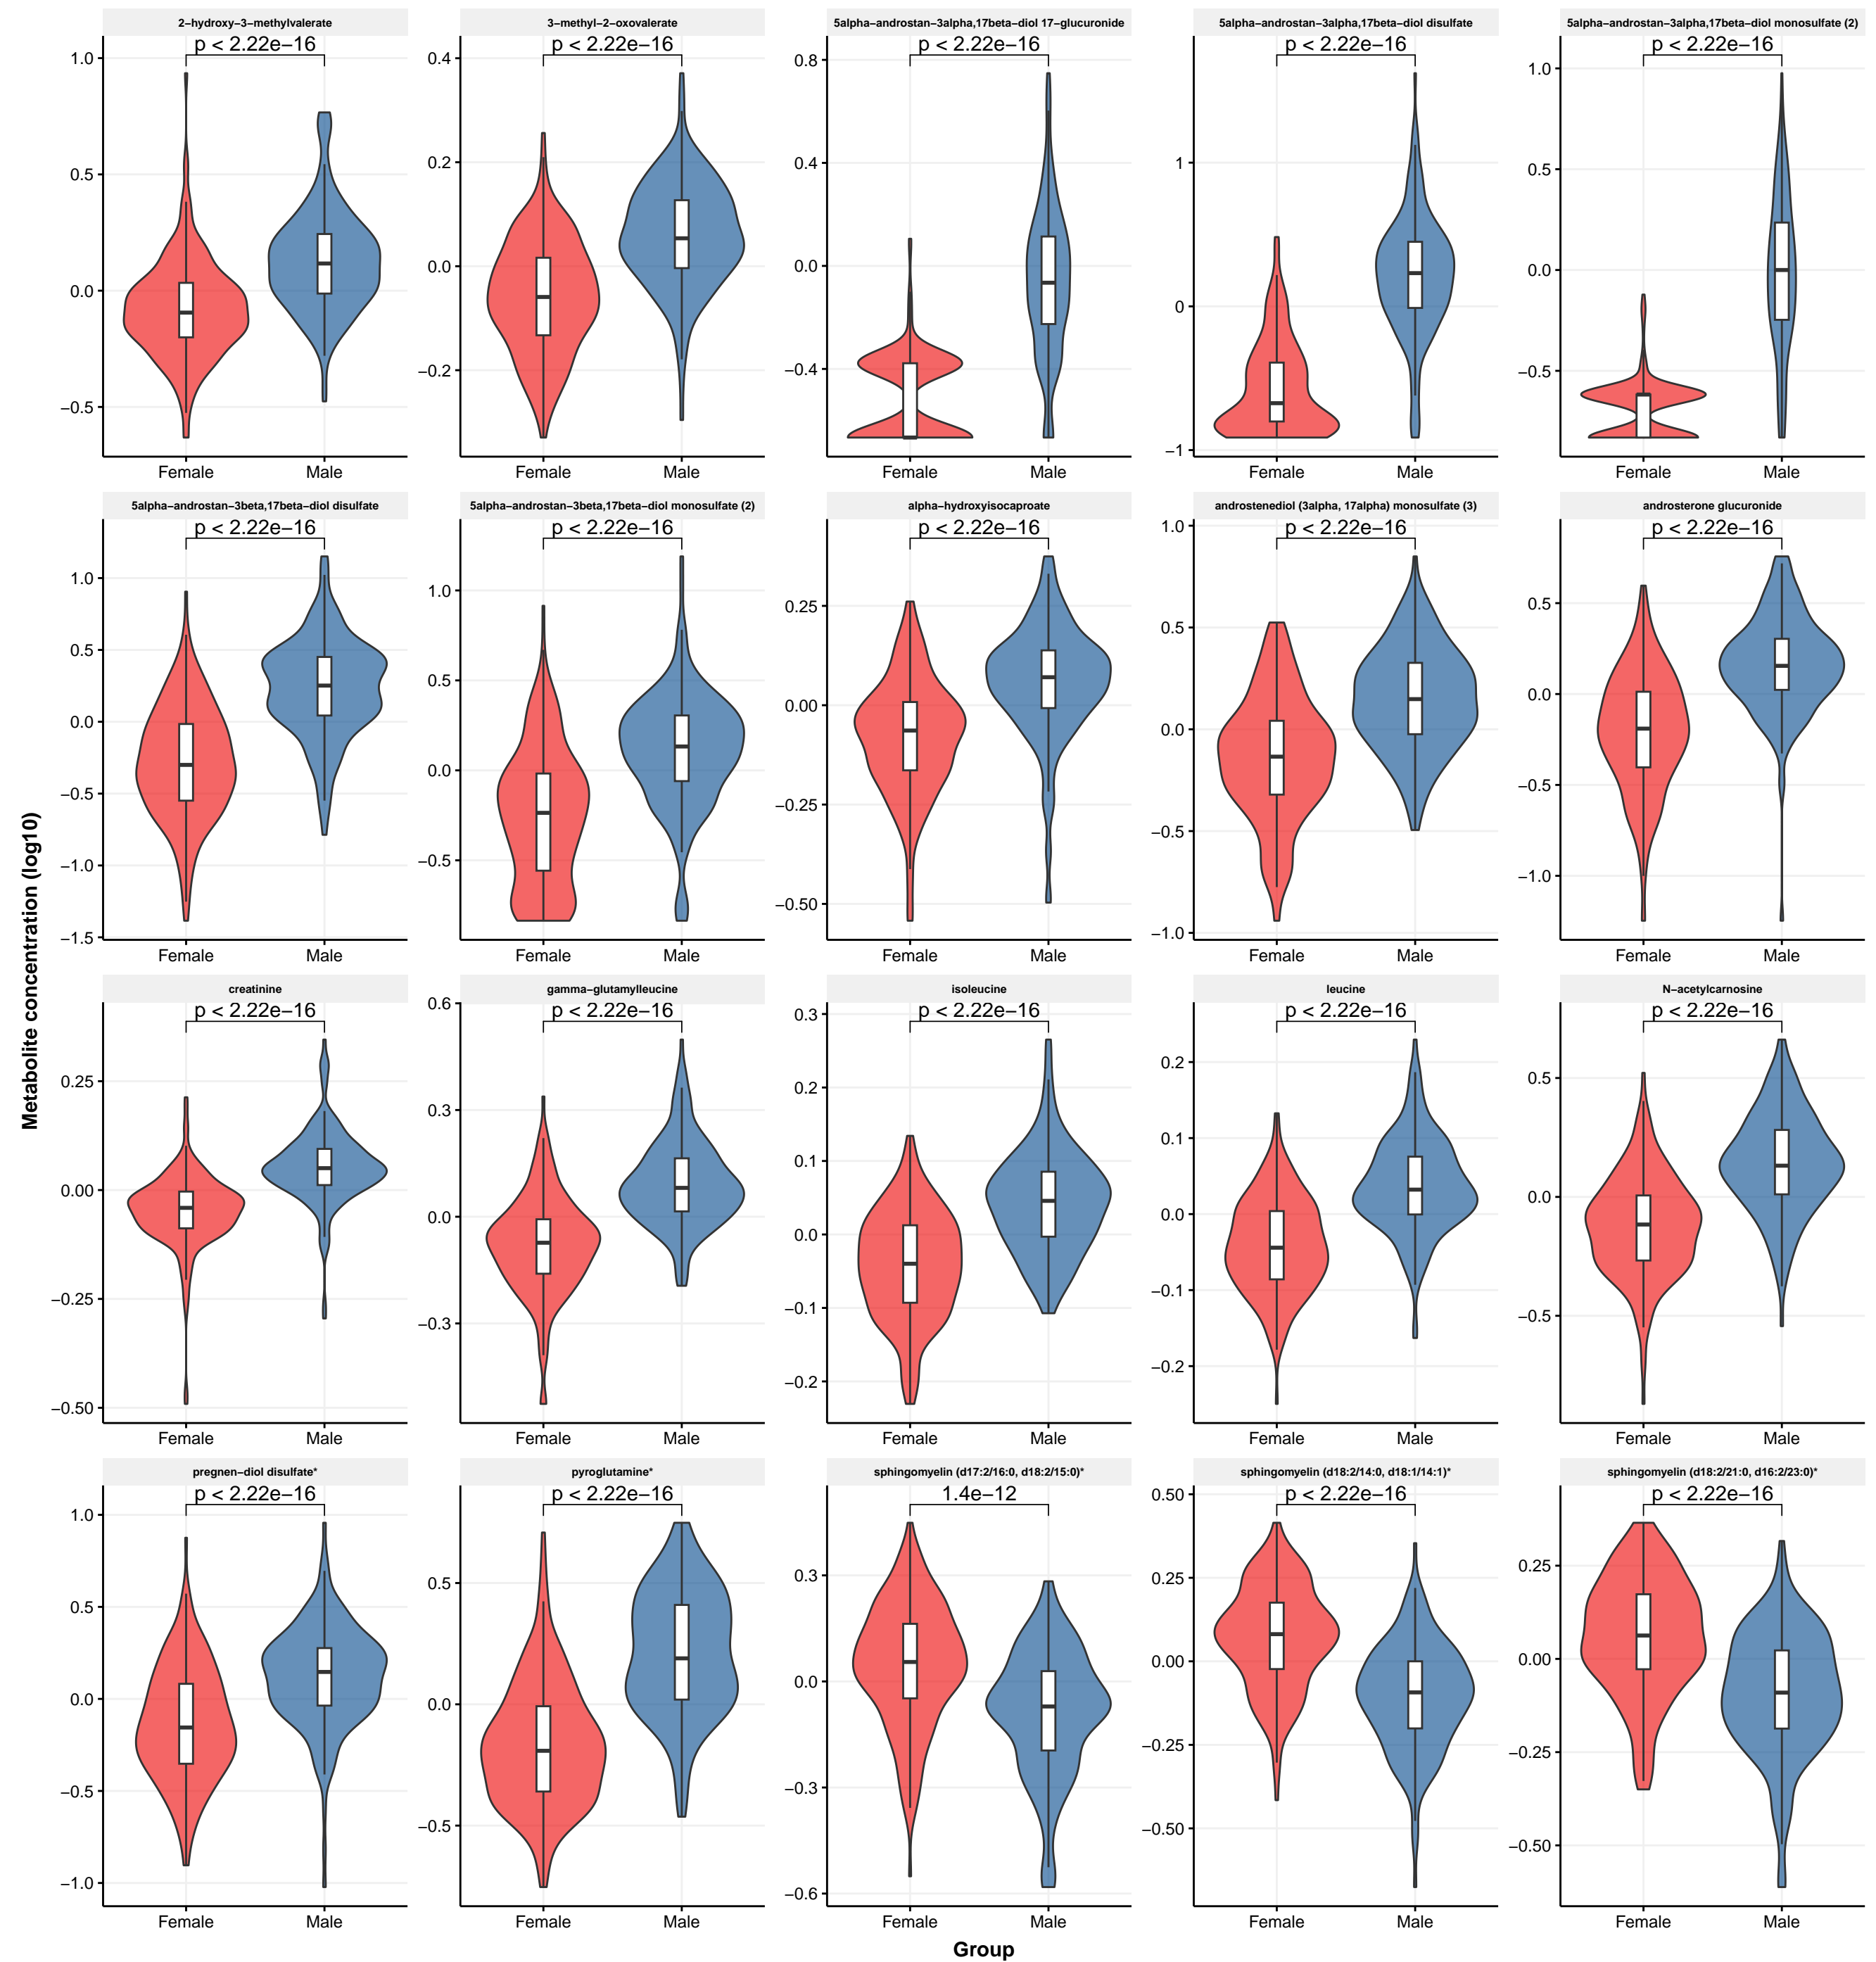 2−hydroxy−3−methylvalerate
3−methyl−2−oxovalerate
5alpha−androstan−3alpha,17beta−diol 17−glucuronide
5alpha−androstan−3alpha,17beta−diol disulfate
5alpha−androstan−3alpha,17beta−diol monosulfate (2)
p < 2.22e−16
p < 2.22e−16
p < 2.22e−16
p < 2.22e−16
p < 2.22e−16
1.0
0.5
0.0
−0.5
0.4
0.2
0.0
−0.2
0.8
0.4
0.0
−0.4
1
0
−1
1.0
0.5
0.0
−0.5
Female Male
Female Male
Female Male
Female Male
Female Male
5alpha−androstan−3beta,17beta−diol disulfate
5alpha−androstan−3beta,17beta−diol monosulfate (2)
alpha−hydroxyisocaproate
androstenediol (3alpha, 17alpha) monosulfate (3)
androsterone glucuronide
p < 2.22e−16
p < 2.22e−16
p < 2.22e−16
p < 2.22e−16
p < 2.22e−16
1.0
0.5
0.0
−0.5
−1.0
−1.5
1.0
0.5
0.0
−0.5
0.25
0.00
−0.25
−0.50
1.0
0.5
0.0
−0.5
−1.0
0.5
0.0
−0.5
−1.0
Female Male
Female Male
Female Male
Female Male
Female Male
Metabolite concentration (log10)
creatinine
gamma−glutamylleucine
isoleucine
leucine
N−acetylcarnosine
p < 2.22e−16
p < 2.22e−16
p < 2.22e−16
p < 2.22e−16
p < 2.22e−16
0.25
0.00
−0.25
−0.50
0.6
0.3
0.0
−0.3
0.3
0.2
0.1
0.0
−0.1
−0.2
0.2
0.1
0.0
−0.1
−0.2
0.5
0.0
−0.5
Female Male
Female Male
Female Male
Female Male
Female Male
pregnen−diol disulfate*
pyroglutamine*
sphingomyelin (d17:2/16:0, d18:2/15:0)*
sphingomyelin (d18:2/14:0, d18:1/14:1)*
sphingomyelin (d18:2/21:0, d16:2/23:0)*
p < 2.22e−16
p < 2.22e−16
1.4e−12
p < 2.22e−16
p < 2.22e−16
1.0
0.5
0.0
−0.5
−1.0
0.5
0.0
−0.5
0.3
0.0
−0.3
−0.6
0.50
0.25
0.00
−0.25
−0.50
0.25
0.00
−0.25
−0.50
Female Male
Female Male
Female Male
Female Male
Female Male
Group